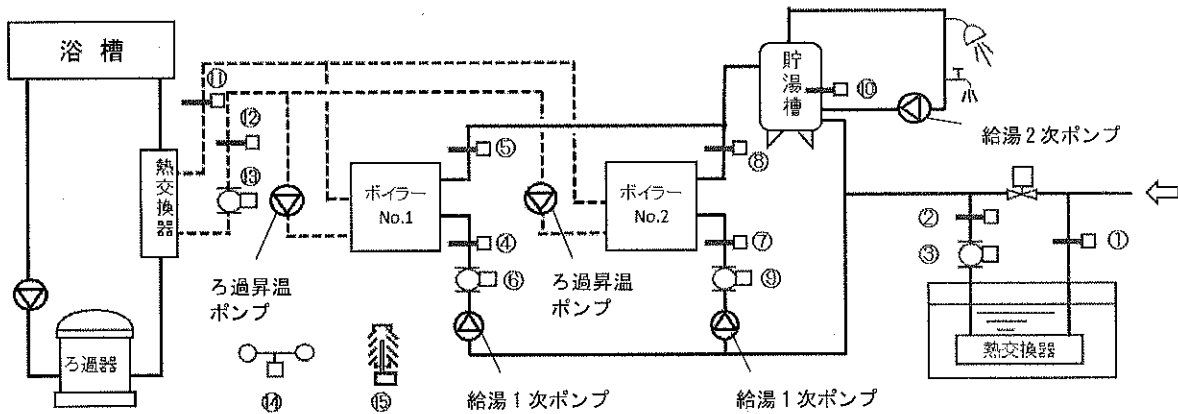 浴槽
熱交換器
ろ過器
⑪
⑫
⑬
ろ過昇温
ポンプ
⑭
⑮
ボイラー
No.1
⑤
④
⑥
給湯1次ポンプ
ろ過昇温
ポンプ
ボイラー
No.2
⑧
⑦
⑨
給湯1次ポンプ
貯湯槽
⑩
給湯2次ポンプ
②
③
①
熱交換器